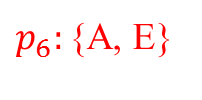 p₆: {A, E}